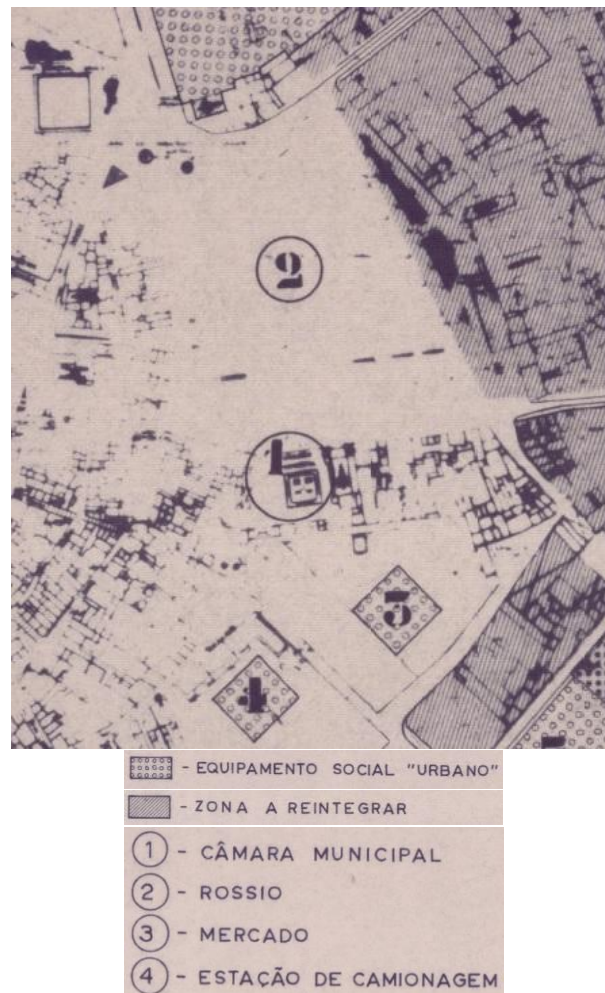 2
1
3
4
- EQUIPAMENTO SOCIAL "URBANO"
- ZONA A REINTEGRAR
1 - CÂMARA MUNICIPAL
2 - ROSSIO
3 - MERCADO
4 - ESTAÇÃO DE CAMIONAGEM